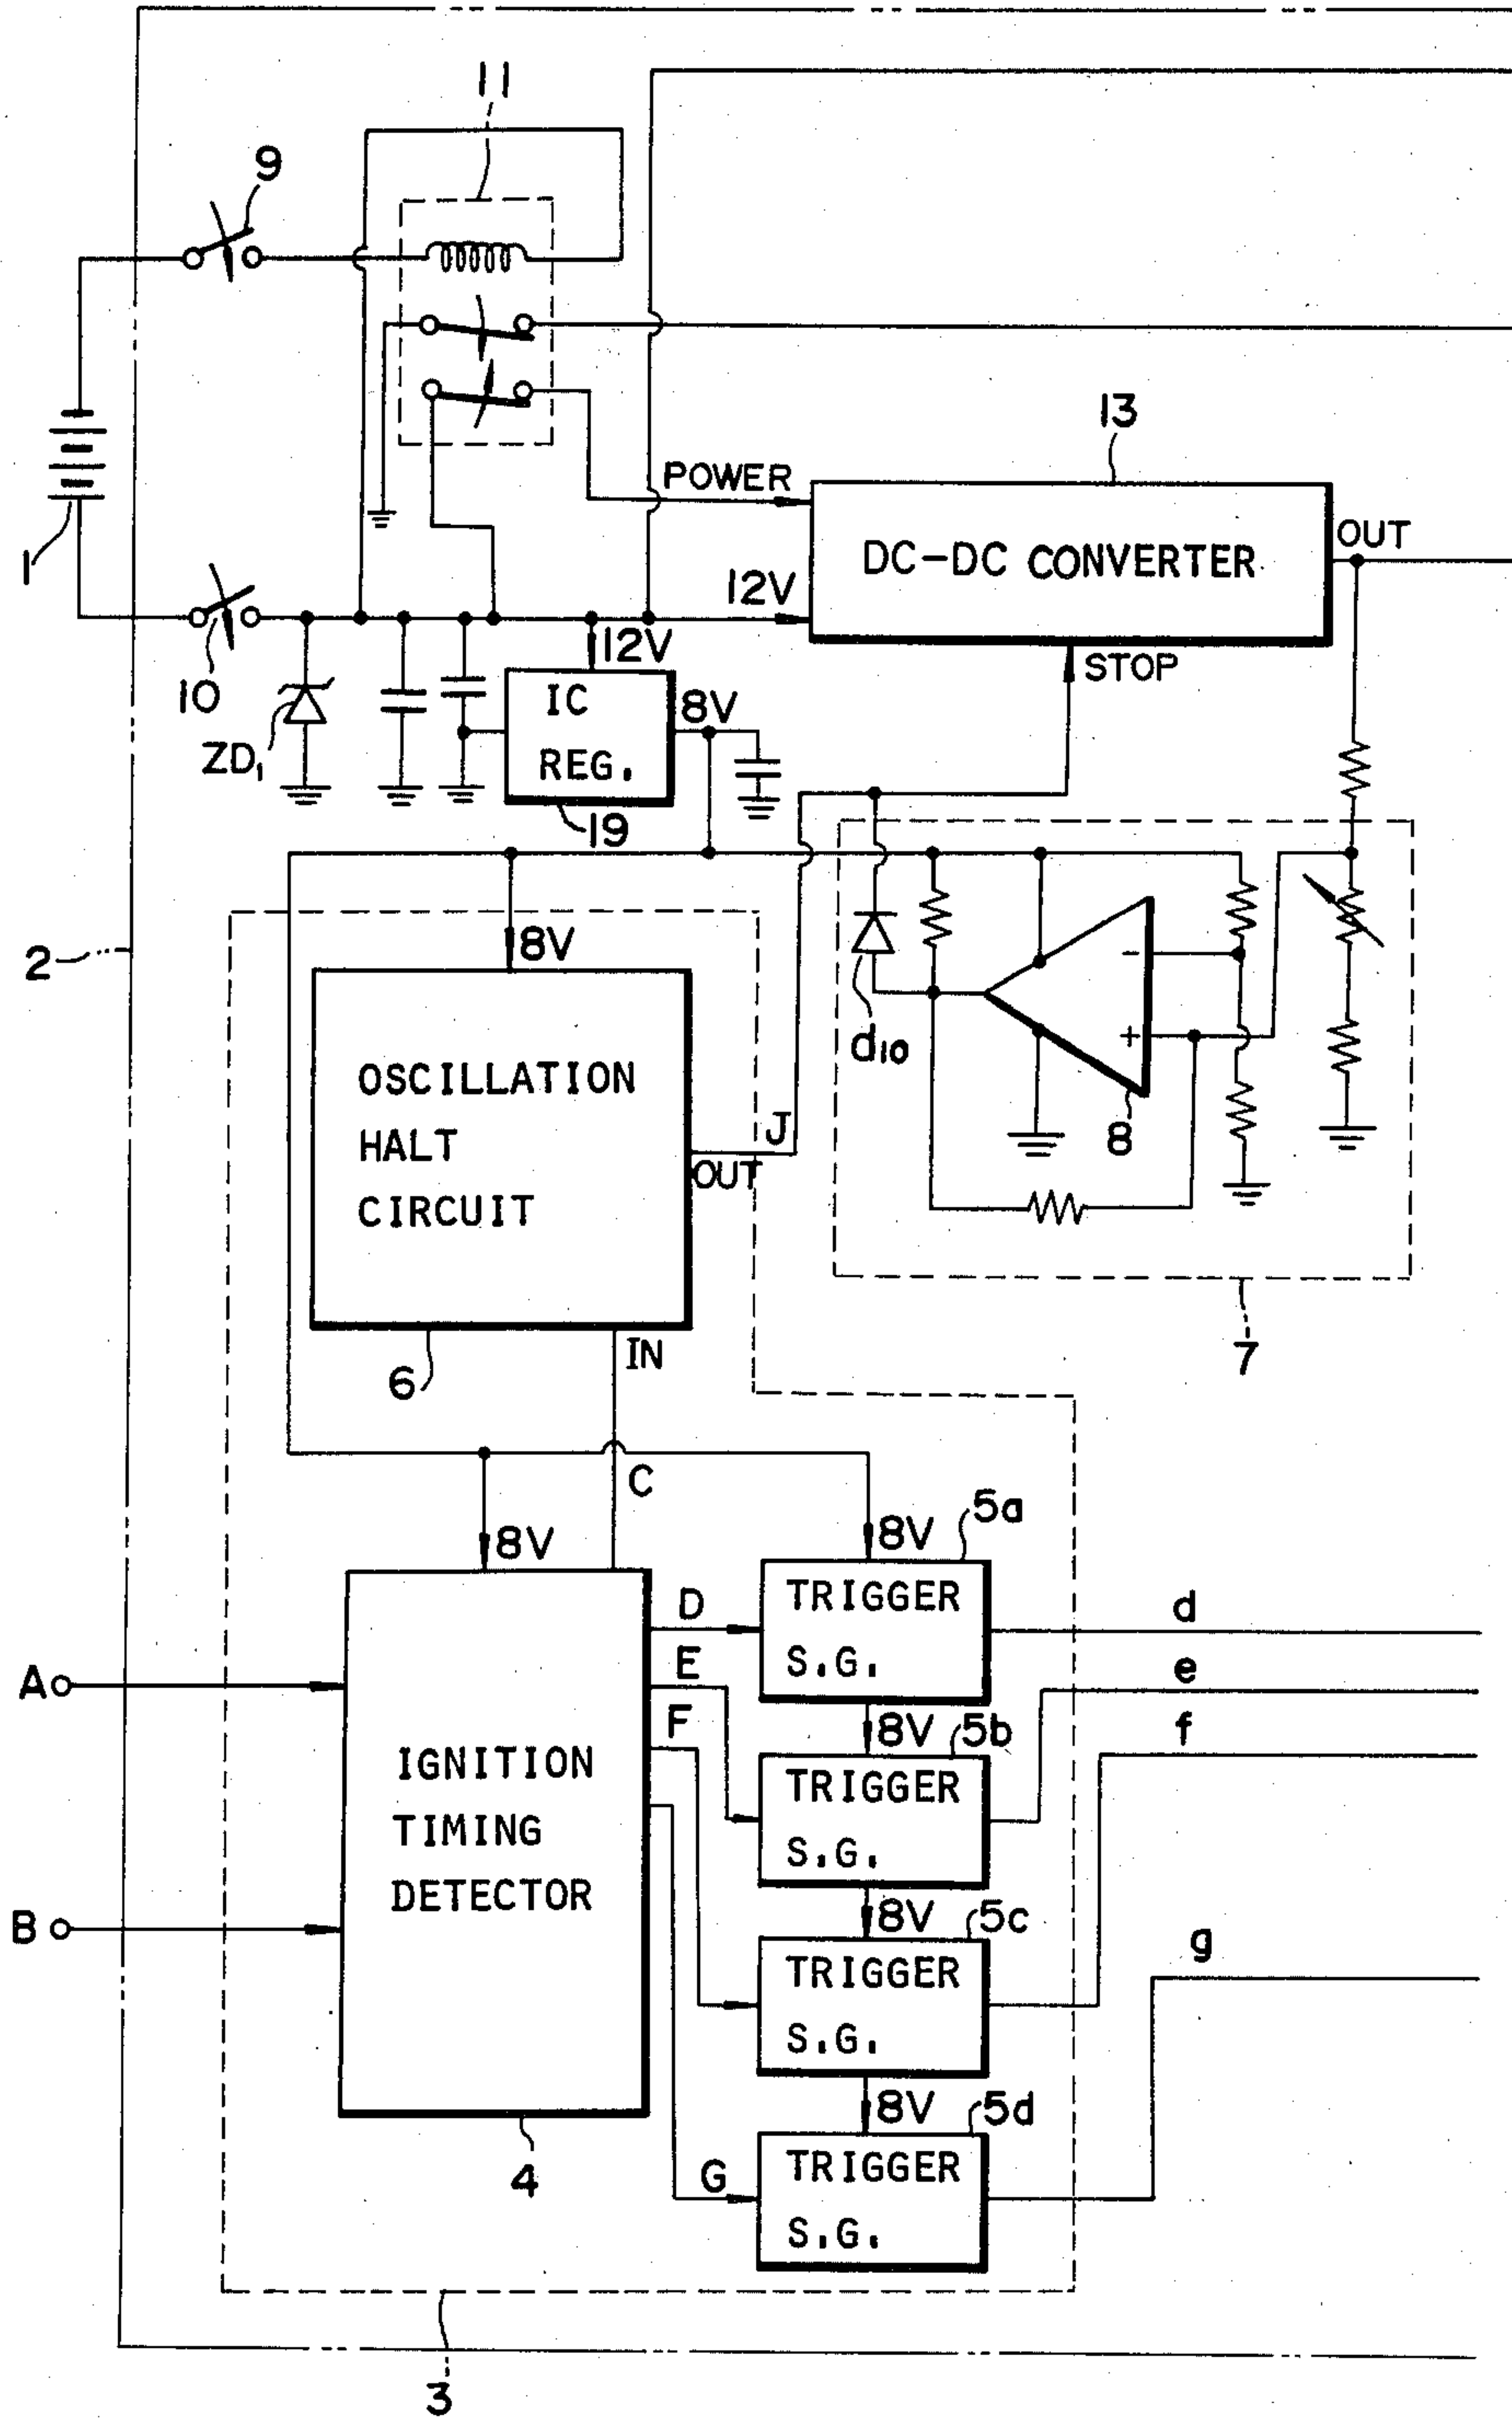 11
9
13
POWER
OUT
DC-DC CONVERTER
1
12V
12V
STOP
10
IC
REG.
8V
ZD1
19
8V
2
d10
OSCILLATION
HALT
CIRCUIT
J
OUT
8
IN
7
6
C
5a
8V
8V
TRIGGER
S.G.
D
d
E
e
A
F
8V
5b
f
IGNITION
TIMING
DETECTOR
TRIGGER
S.G.
B
8V
5c
g
TRIGGER
S.G.
8V
5d
4
G
TRIGGER
S.G.
3